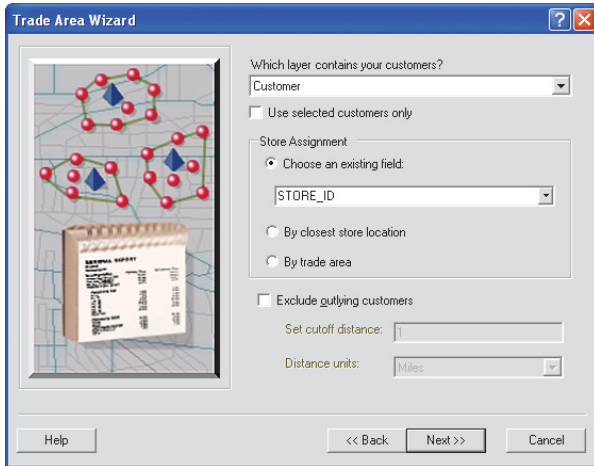 Trade Area Wizard
Which layer contains your customers?
Customer
Use selected customers only
Store Assignment
Choose an existing field:
STORE_ID
By closest store location
By trade area
Exclude outlying customers
Set cutoff distance: 1
Distance units: Miles
Help << Back Next >> Cancel